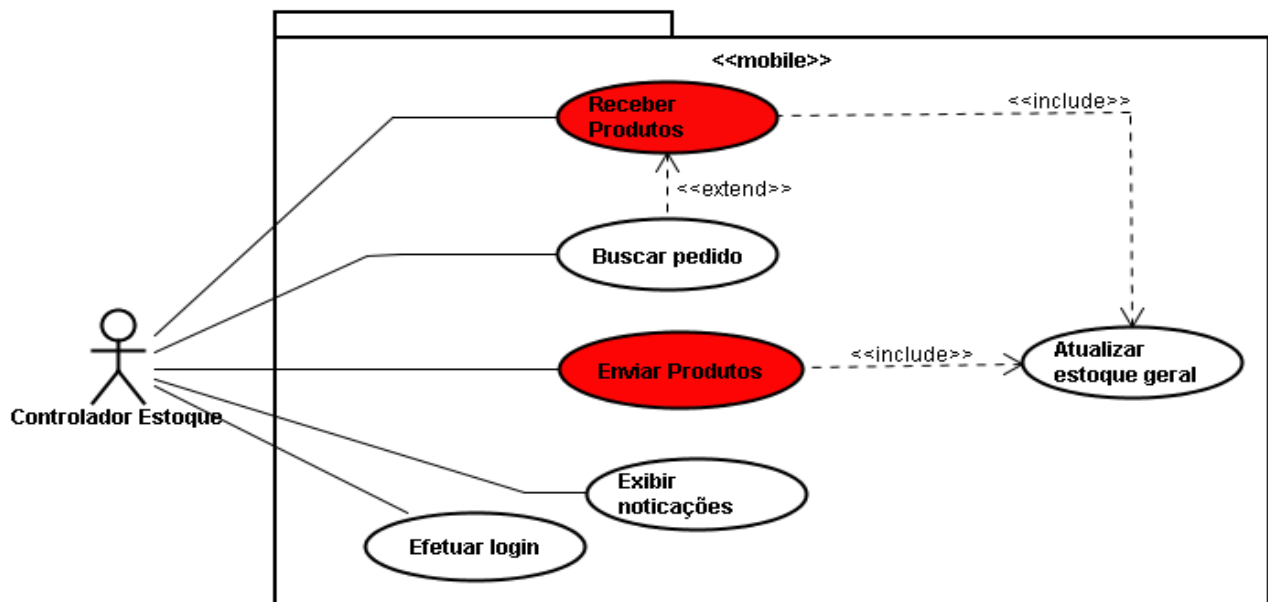 <<mobile>>
Receber
Produtos
<<include>>
<<extend>>
Buscar pedido
Enviar Produtos
<<include>>
Atualizar
estoque geral
Controlador Estoque
Exibir
noticações
Efetuar login